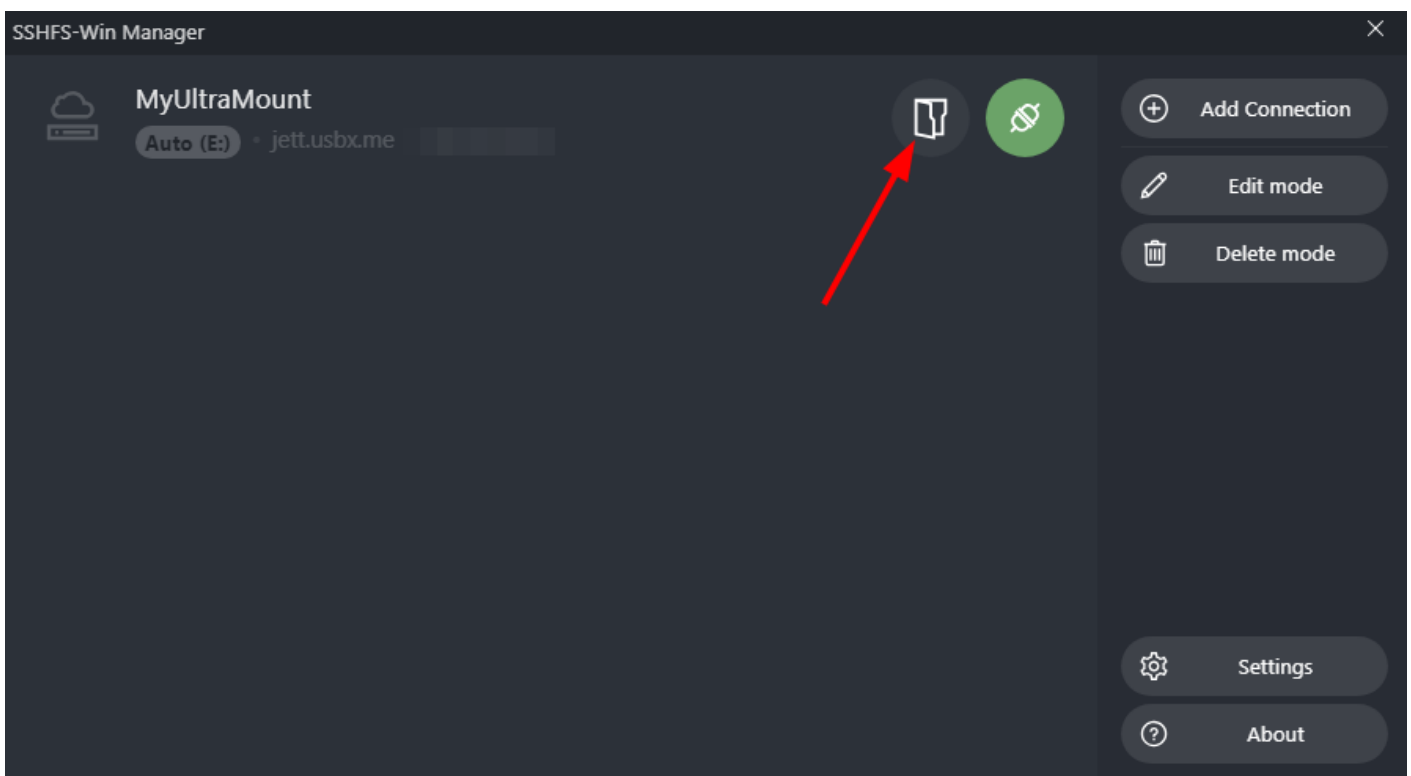 SSHFS-Win Manager
MyUltraMount
Auto (E:) • jett.usbx.me
Add Connection
Edit mode
Delete mode
Settings
About